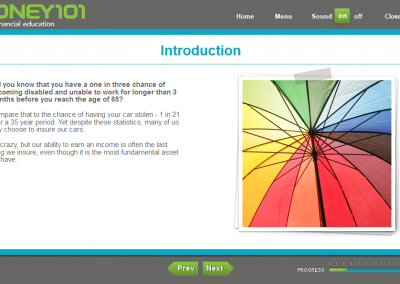 ONEY101
financial education
Home Menu Sound on off Close
Introduction
you know that you have a one in three chance of
coming disabled and unable to work for longer than 3
nths before you reach the age of 65?
mpare that to the chance of having your car stolen - 1 in 21
r a 35 year period. Yet despite these statistics, many of us
y choose to insure our cars.
crazy, but our ability to earn an income is often the last
ng we insure, even though it is the most fundamental asset
have.
Prev Next
PROGRESS